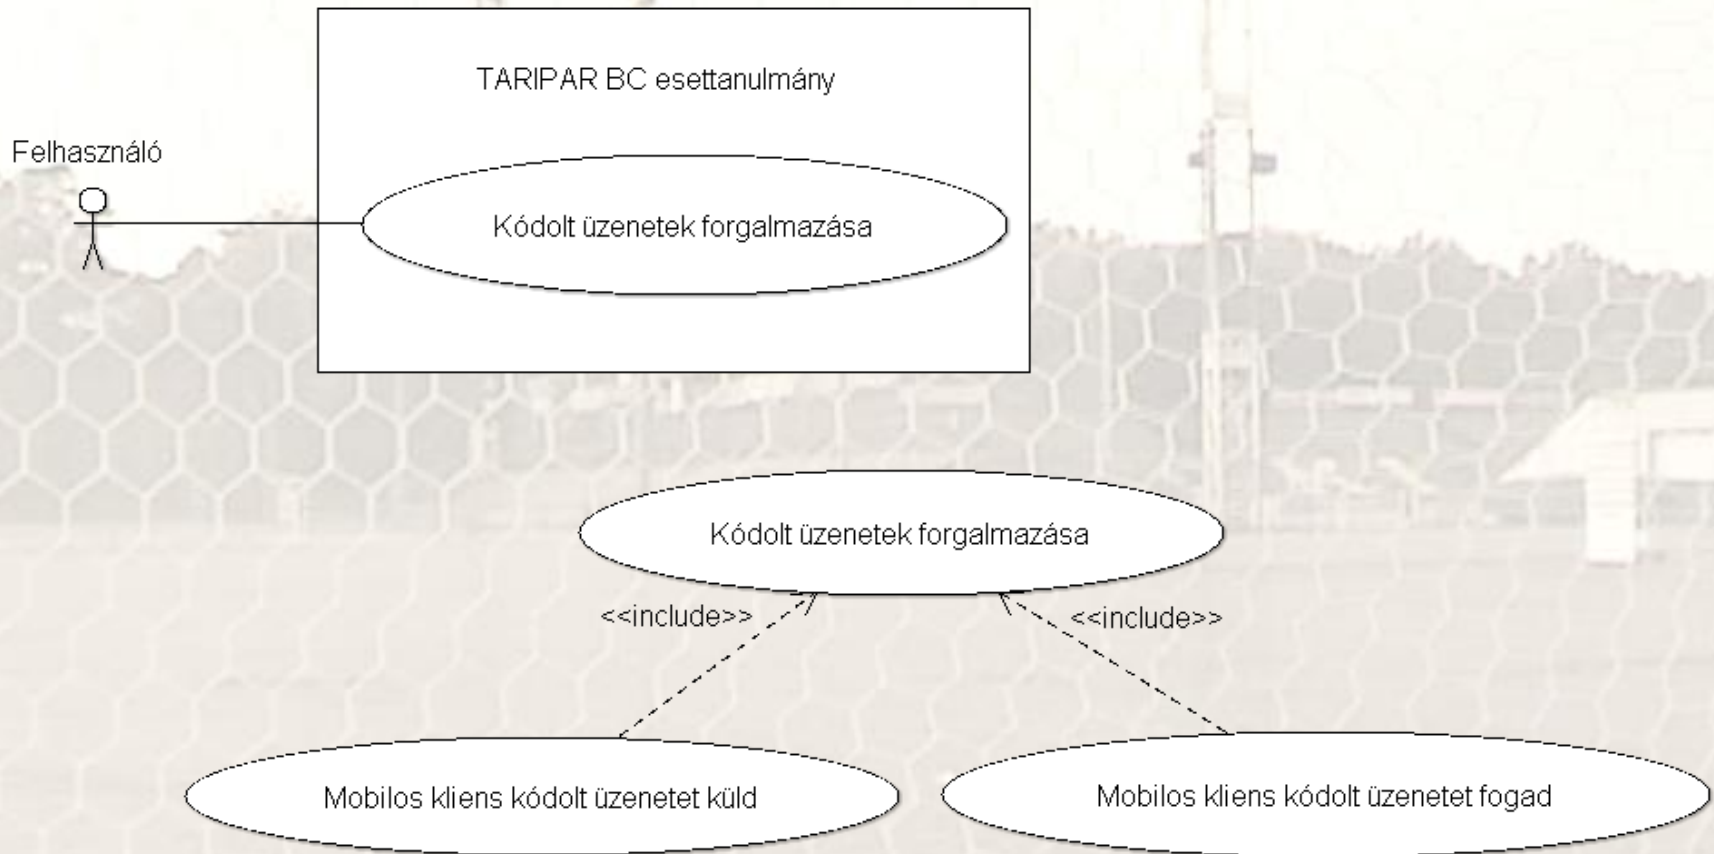 TARIPAR BC esettanulmány
Felhasználó
Kódolt üzenetek forgalmazása
Kódolt üzenetek forgalmazása
<<include>>
<<include>>
Mobilos kliens kódolt üzenetet küld
Mobilos kliens kódolt üzenetet fogad